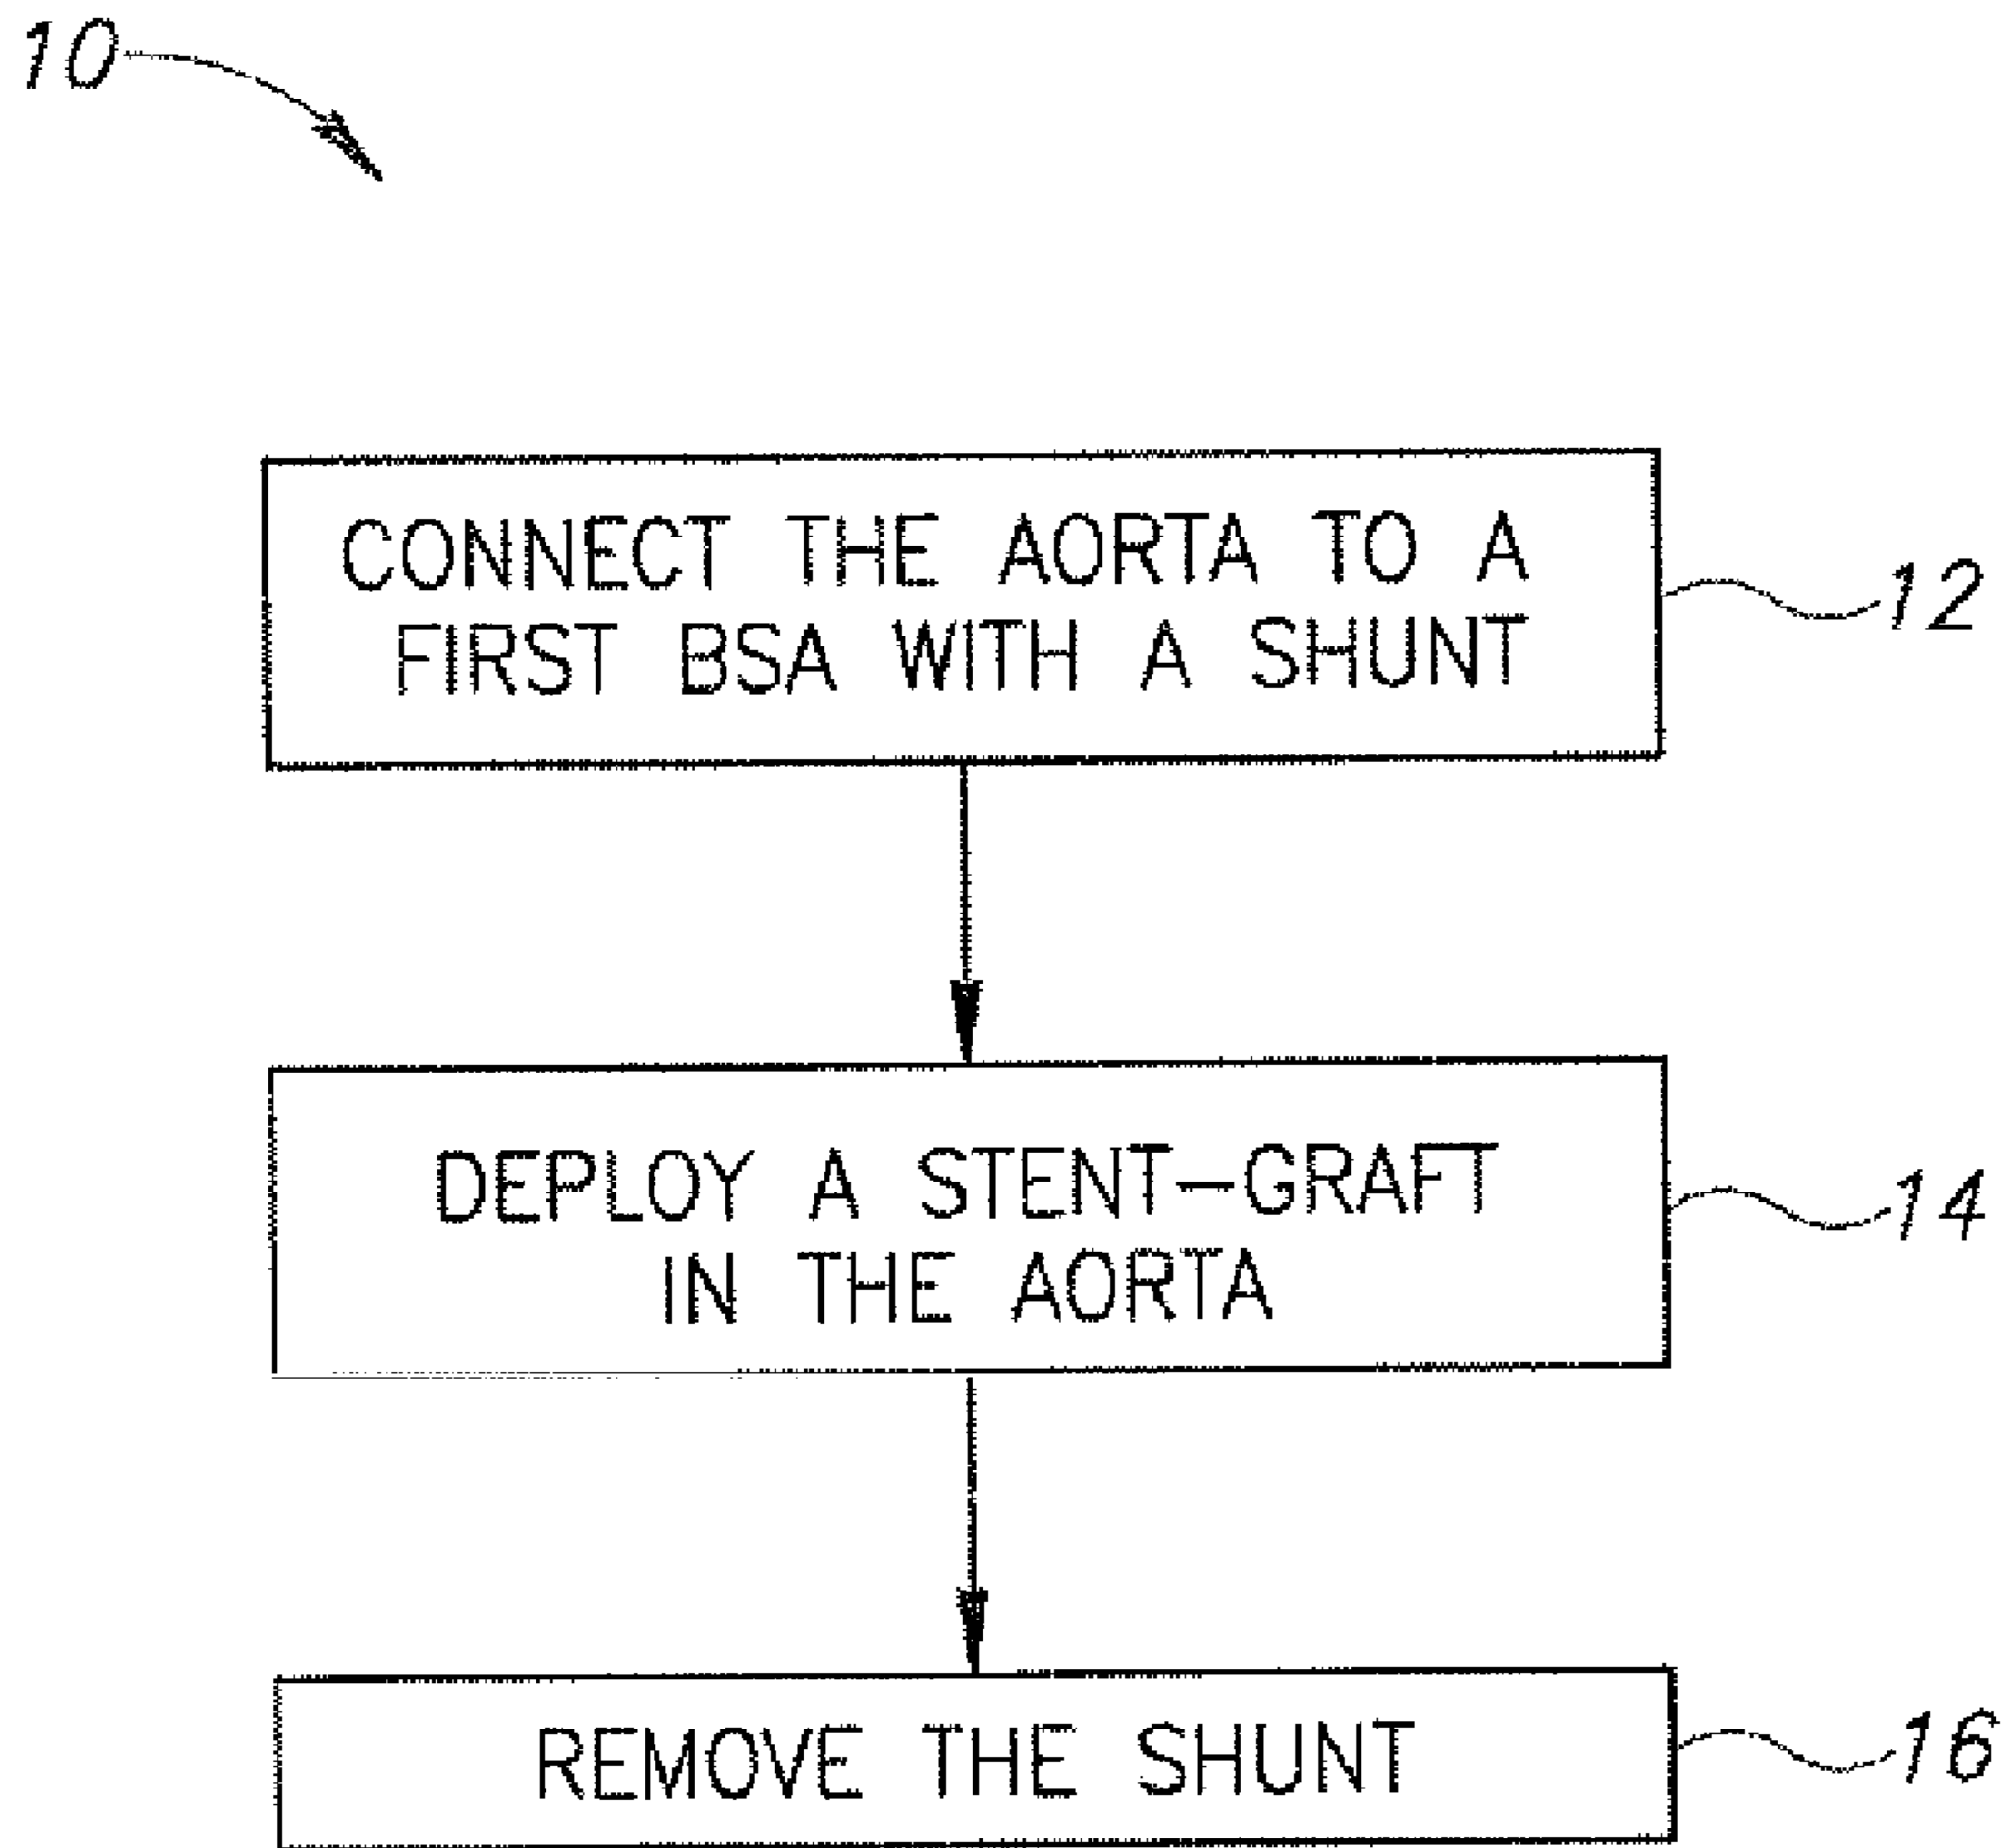 10
CONNECT THE AORTA TO A
FIRST BSA WITH A SHUNT
12
DEPLOY A STENT-GRAFT
IN THE AORTA
14
REMOVE THE SHUNT
16